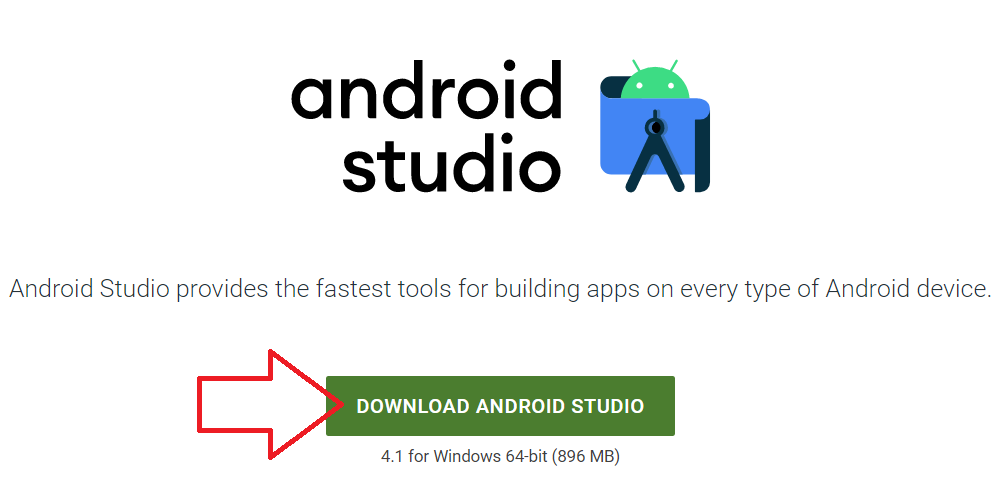 android
studio
Android Studio provides the fastest tools for building apps on every type of Android device.
DOWNLOAD ANDROID STUDIO
4.1 for Windows 64-bit (896 MB)